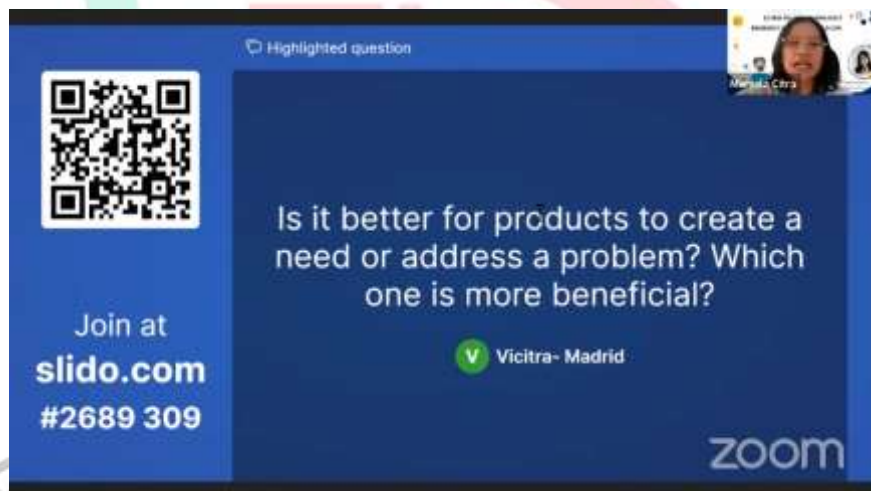 Highlighted question
Is it better for products to create a
need or address a problem? Which
one is more beneficial?
V Vicitra- Madrid
Join at
slido.com
#2689 309
Citra
zoom